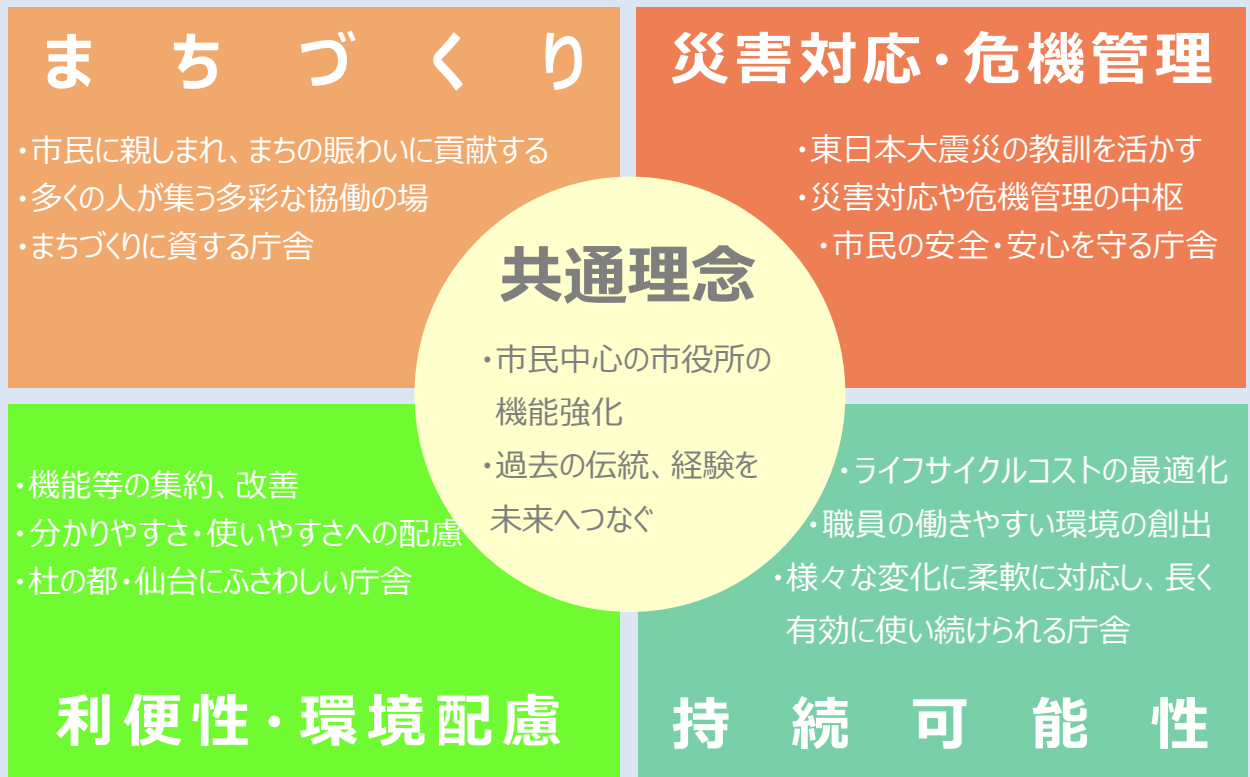 まちづくり
・市民に親しまれ、まちの賑わいに貢献する
・多くの人が集う多彩な協働の場
・まちづくりに資する庁舎
災害対応・危機管理
・東日本大震災の教訓を活かす
・災害対応や危機管理の中枢
・市民の安全・安心を守る庁舎
共通理念
・市民中心の市役所の
機能強化
・過去の伝統、経験を
未来へつなぐ
・機能等の集約、改善
・分かりやすさ・使いやすさへの配慮
・杜の都・仙台にふさわしい庁舎
利便性・環境配慮
・ライフサイクルコストの最適化
・職員の働きやすい環境の創出
・様々な変化に柔軟に対応し、長く
有効に使い続けられる庁舎
持続可能性